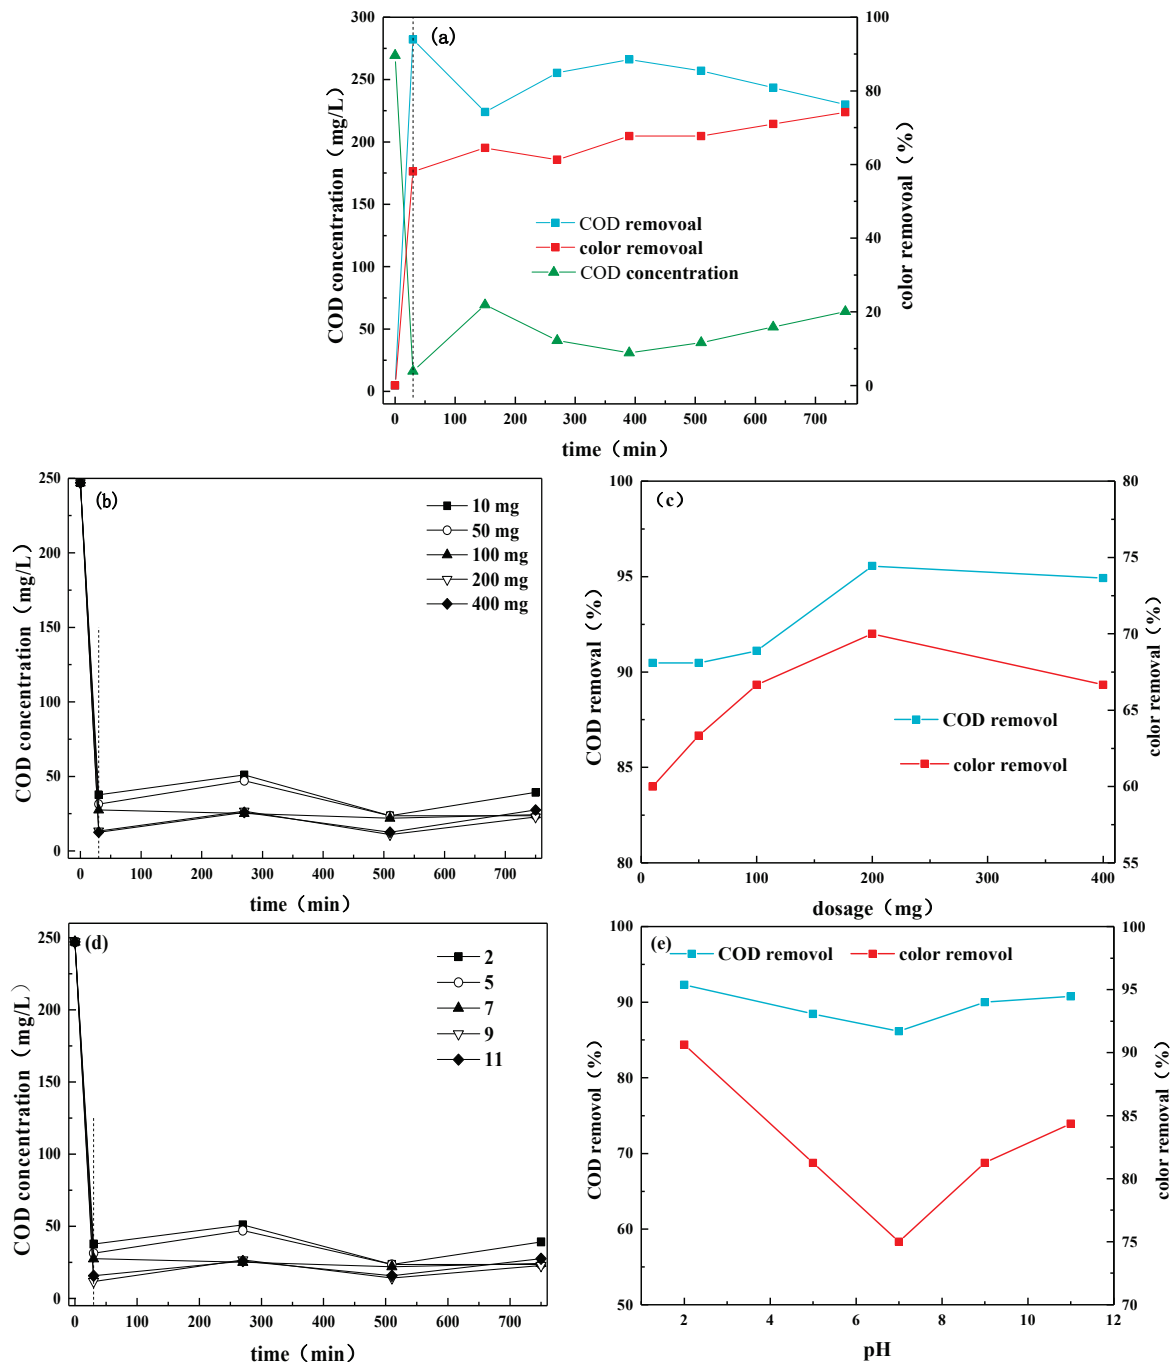 (a)
COD concentration（mg/L）
300
250
200
150
100
50
0
100
80
60
40
20
0
color removoal（%）
COD removoal
color removoal
COD concentration
0 100 200 300 400 500 600 700
time（min）
(b)
COD concentration（mg/L）
250
200
150
100
50
0
10 mg
50 mg
100 mg
200 mg
400 mg
0 100 200 300 400 500 600 700
time（min）
（c）
COD removal（%）
100
95
90
85
80
80
75
70
65
60
55
color removal（%）
COD removol
color removol
0 100 200 300 400
dosage（mg）
(d)
COD concentration（mg/L）
250
200
150
100
50
0
2
5
7
9
11
0 100 200 300 400 500 600 700
time（min）
(e)
COD removol（%）
100
90
80
70
60
50
100
95
90
85
80
75
70
color removal（%）
COD removol color removol
2 4 6 8 10 12
pH